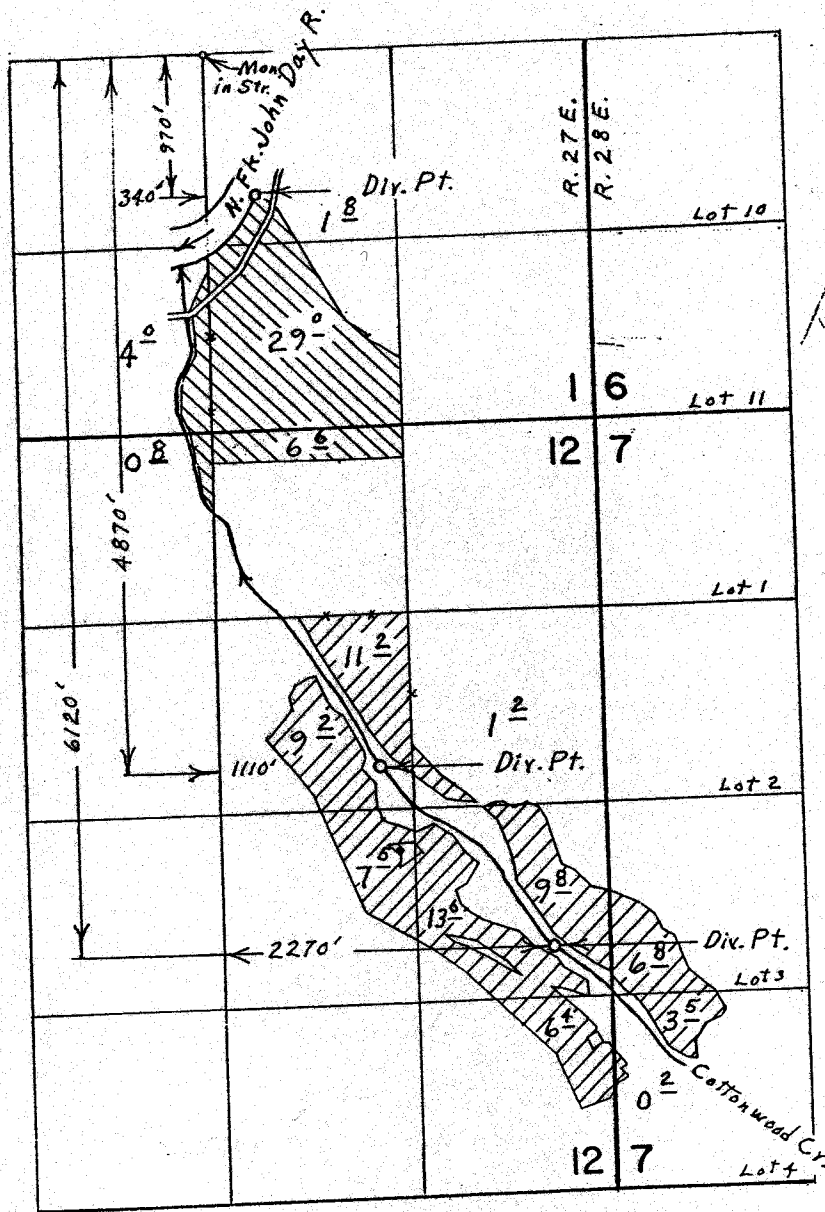 Mon.
in Str.
N. Fk. John Day R.
970'
340'
Div. Pt.
R. 27 E.
R. 28 E.
1 8
Lot 10
4 0
29 0
1 6
Lot 11
0 8
6 6
12 7
4870'
Lot 1
11 2
6120'
9 2
1 2
1110'
Div. Pt.
Lot 2
9 8
13 6
2270'
Div. Pt.
6 8
Lot 3
6 4
3 5
0 2
Cottonwood Cr.
12 7
Lot 4